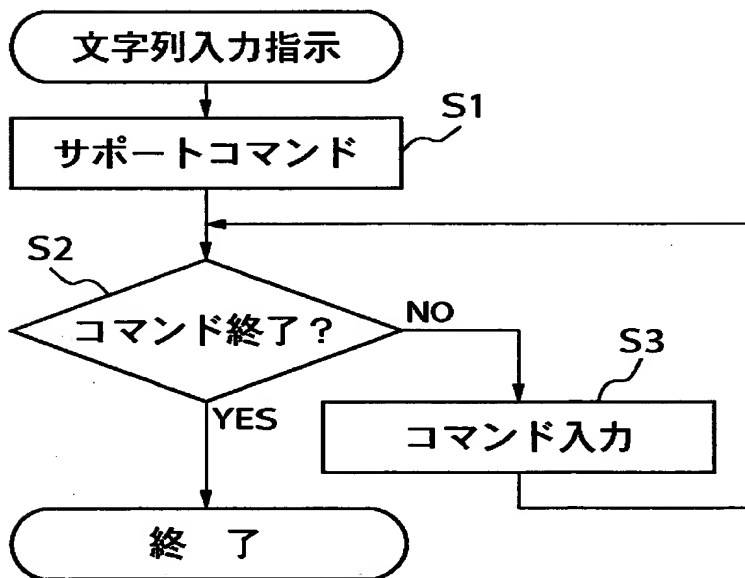 文字列入力指示
S1
サポートコマンド
S2
コマンド終了？
NO
S3
YES
コマンド入力
終 了